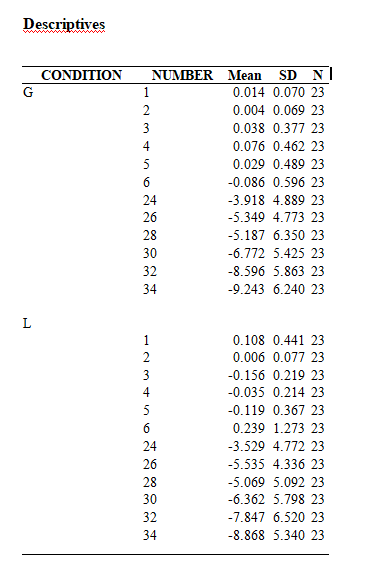 Descriptives
CONDITION NUMBER Mean SD N
G 1 0.014 0.070 23
2 0.004 0.069 23
3 0.038 0.377 23
4 0.076 0.462 23
5 0.029 0.489 23
6 -0.086 0.596 23
24 -3.918 4.889 23
26 -5.349 4.773 23
28 -5.187 6.350 23
30 -6.772 5.425 23
32 -8.596 5.863 23
34 -9.243 6.240 23
L
1 0.108 0.441 23
2 0.006 0.077 23
3 -0.156 0.219 23
4 -0.035 0.214 23
5 -0.119 0.367 23
6 0.239 1.273 23
24 -3.529 4.772 23
26 -5.535 4.336 23
28 -5.069 5.092 23
30 -6.362 5.798 23
32 -7.847 6.520 23
34 -8.868 5.340 23